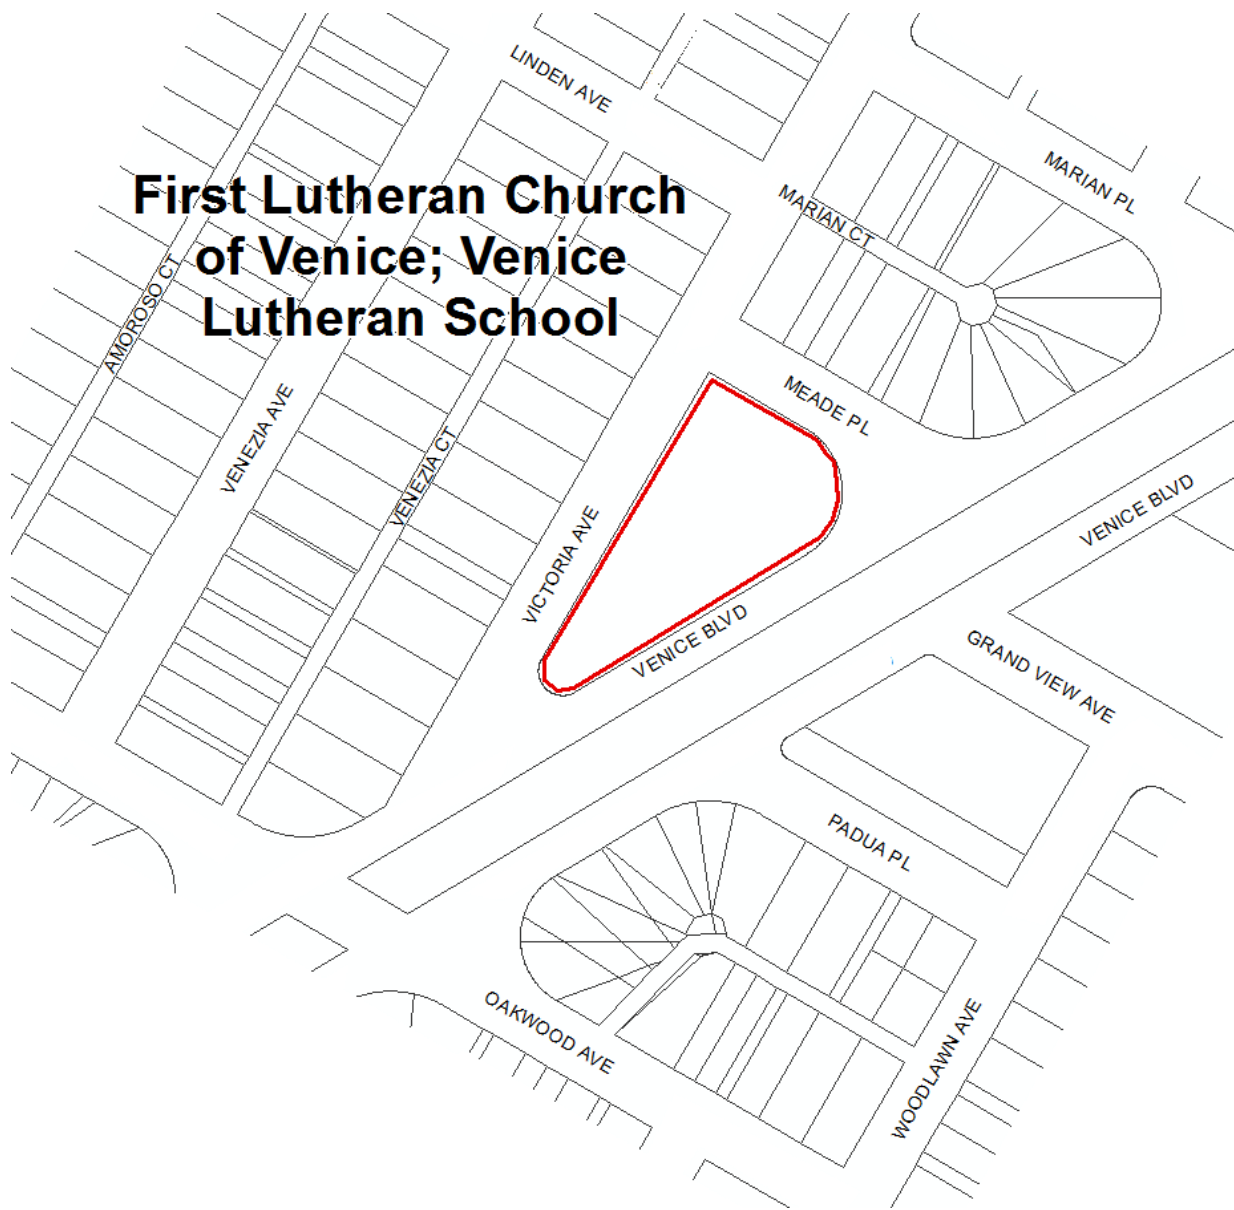 LINDEN AVE
MARIAN PL
First Lutheran Church
of Venice; Venice
Lutheran School
MARIAN CT
AMOROSO CT
MEADE PL
VENEZIA AVE
VENEZIA CT
VENICE BLVD
VICTORIA AVE
VENICE BLVD
GRAND VIEW AVE
PADUA PL
OAKWOOD AVE
WOODLAWN AVE